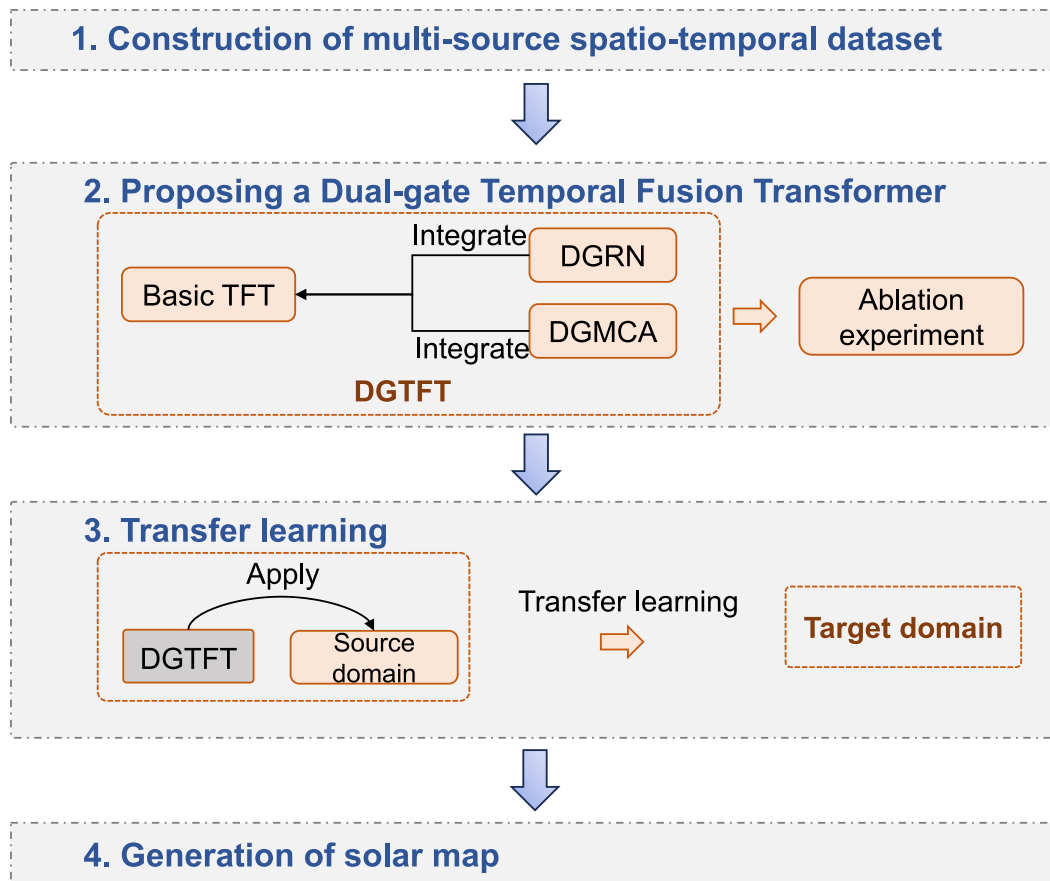 1. Construction of multi-source spatio-temporal dataset
2. Proposing a Dual-gate Temporal Fusion Transformer
Integrate
DGRN
Basic TFT
DGMCA
Integrate
DGTFT
Ablation
experiment
3. Transfer learning
Apply
DGTFT
Source
domain
Transfer learning
Target domain
4. Generation of solar map